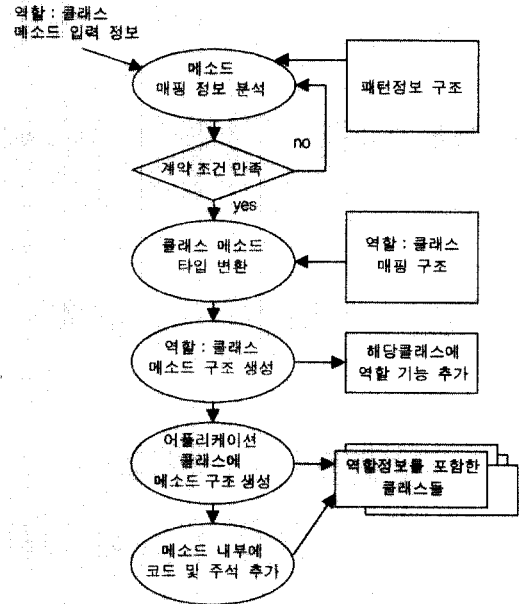 역할 : 클래스
메소드 입력 정보
메소드
매핑 정보 분석
패턴정보 구조
no
계약 조건 만족
yes
클래스 메소드
타입 변환
역할 : 클래스
매핑 구조
역할 : 클래스
메소드 구조 생성
해당클래스에
역할 기능 추가
어플리케이션
클래스에
메소드 구조 생성
역할정보를 포함한
클래스들
메소드 내부에
코드 및 주석 추가